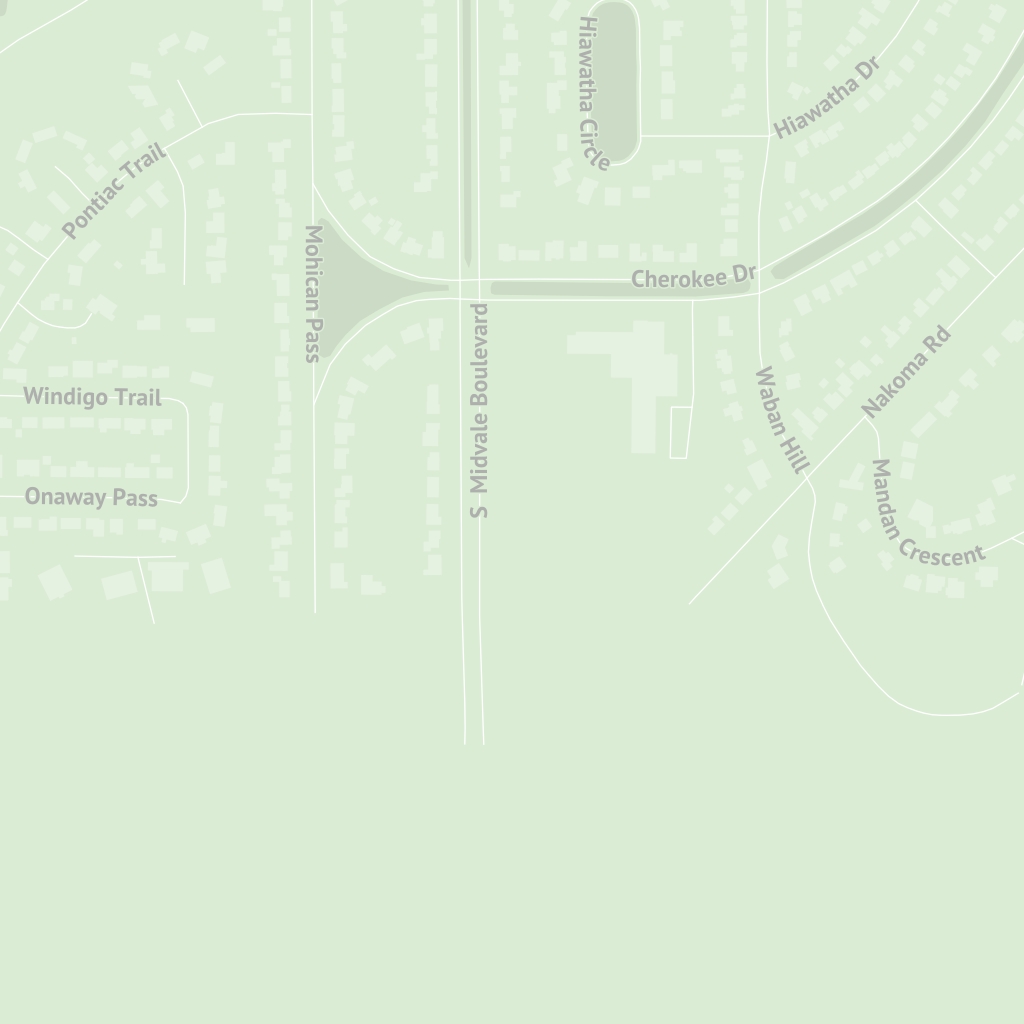 Hiawatha Circle
Hiawatha Dr
Pontiac Trail
Mohican Pass
Cherokee Dr
S Midvale Boulevard
Nakoma Rd
Waban Hill
Windigo Trail
Mandan Crescent
Onaway Pass